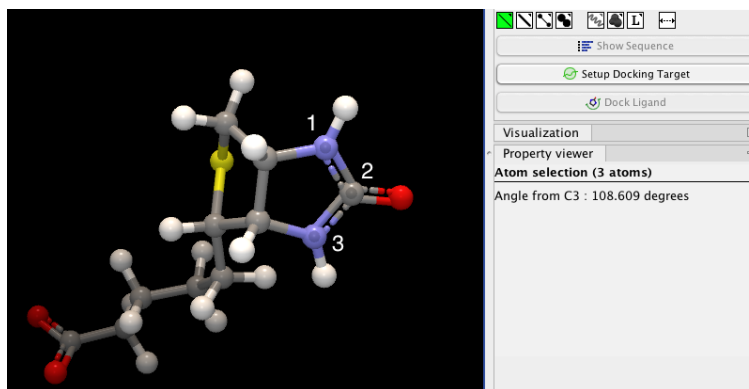 1
2
3
L
Show Sequence
Setup Docking Target
Dock Ligand
Visualization
Property viewer
Atom selection (3 atoms)
Angle from C3 : 108.609 degrees